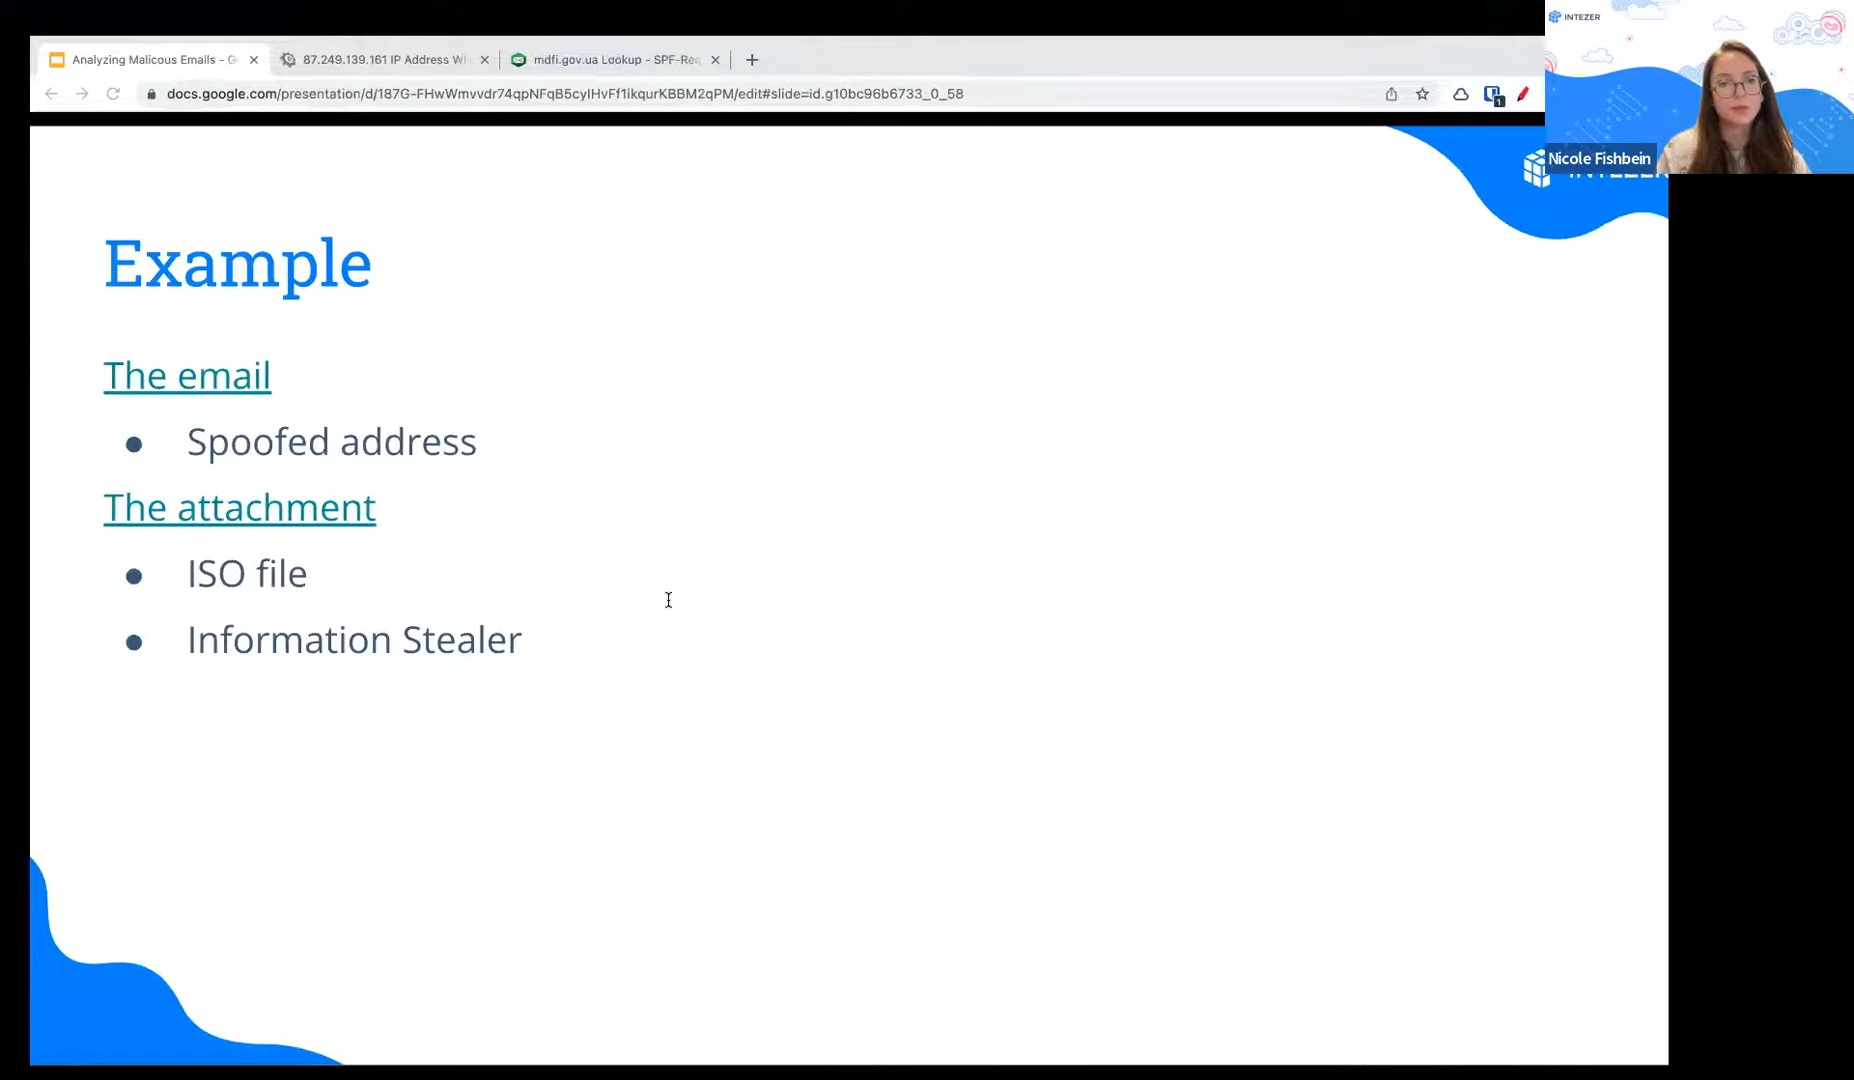 Analyzing Malicous Emails - G
87.249.139.161 IP Address W
mdfi.gov.ua Lookup - SPF-Rec
docs.google.com/presentation/d/187G-FHwWmvvdr74qpNFqB5cyIHvFf1ikqurKBBM2qPM/edit#slide=id.g10bc96b6733_0_58
INTEZER
Nicole Fishbein
Example
The email
● Spoofed address
The attachment
● ISO file
● Information Stealer